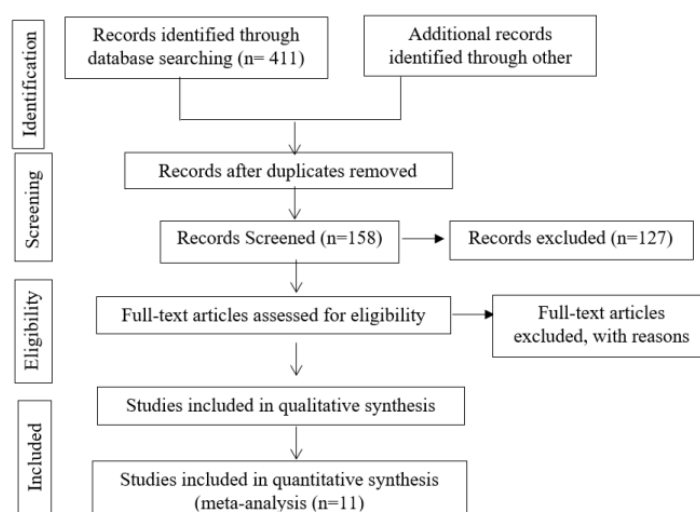 Identification
Records identified through
database searching (n= 411)
Additional records
identified through other
Screening
Records after duplicates removed
Records Screened (n=158)
Records excluded (n=127)
Eligibility
Full-text articles assessed for eligibility
Full-text articles
excluded, with reasons
Included
Studies included in qualitative synthesis
Studies included in quantitative synthesis
(meta-analysis (n=11)